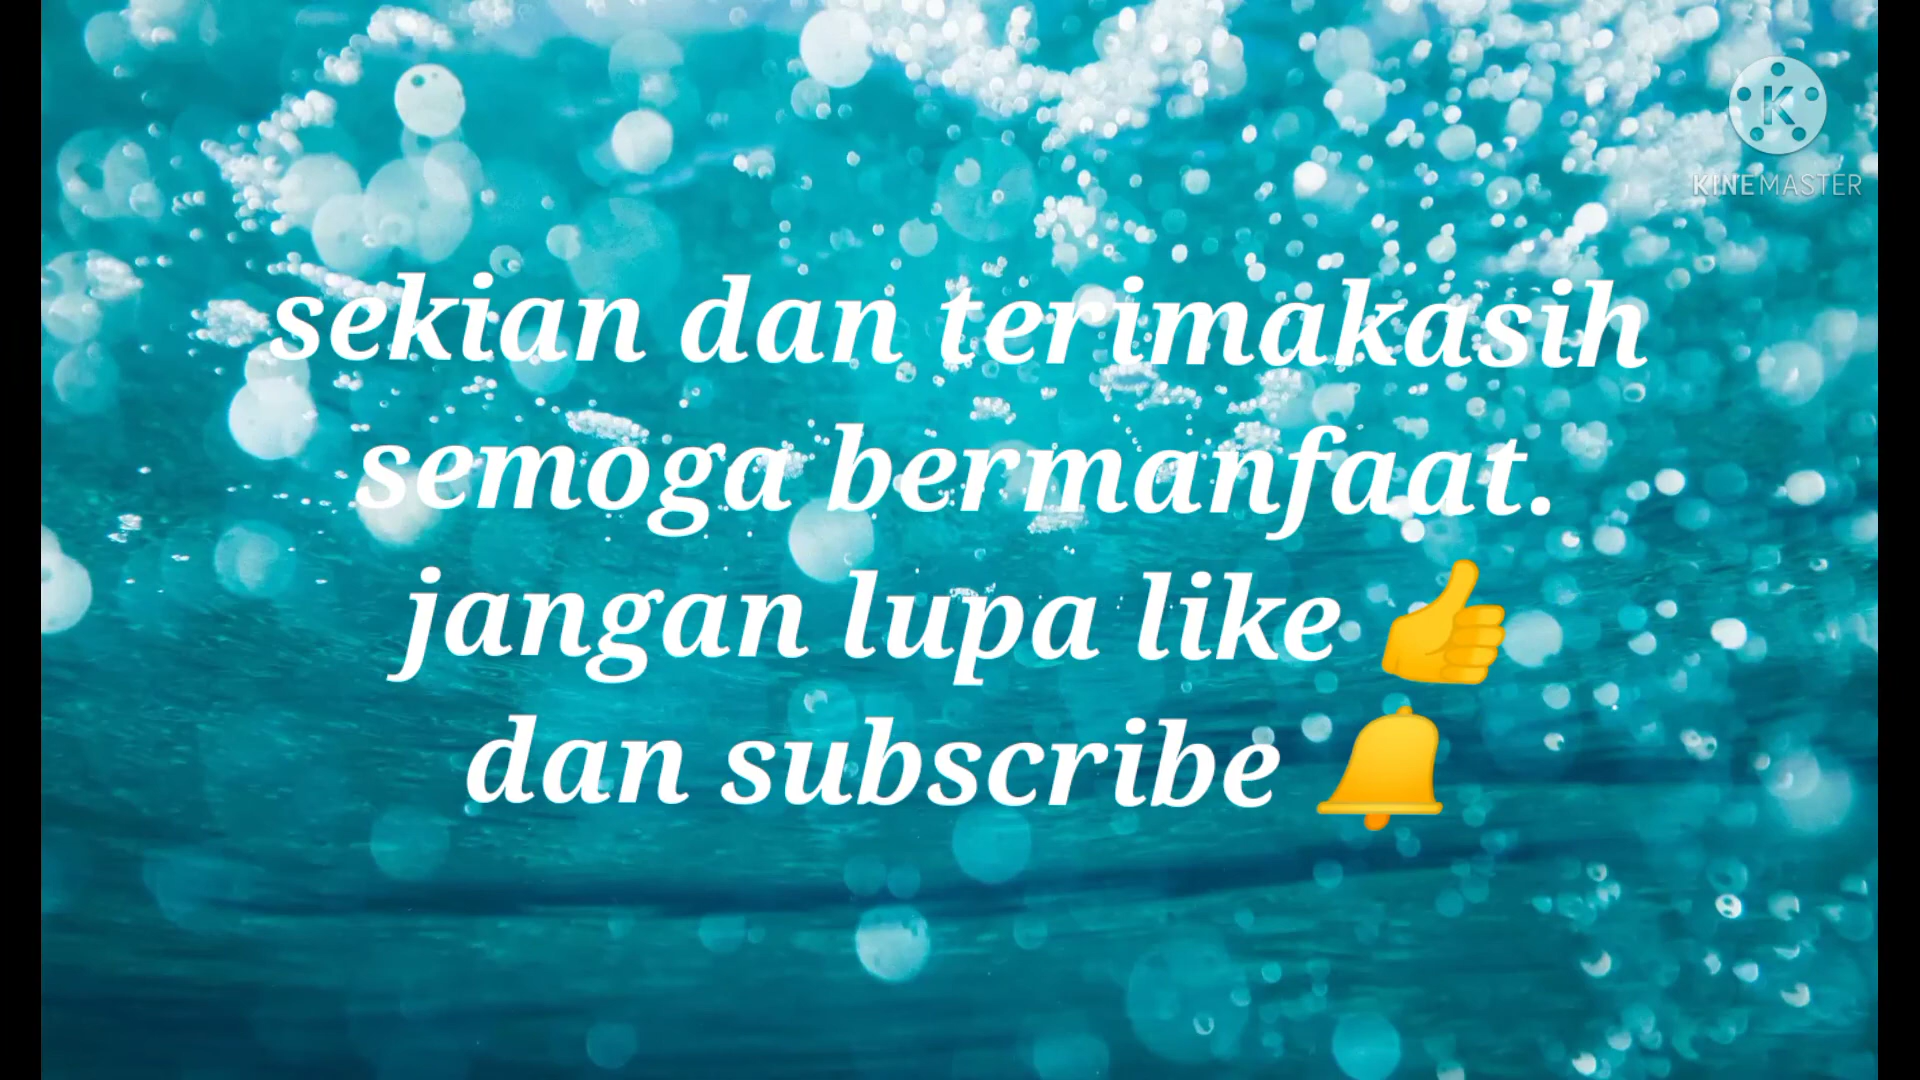 K
KINEMASTER
sekian dan terimakasih
semoga bermanfaat.
jangan lupa like 👍
dan subscribe 🔔